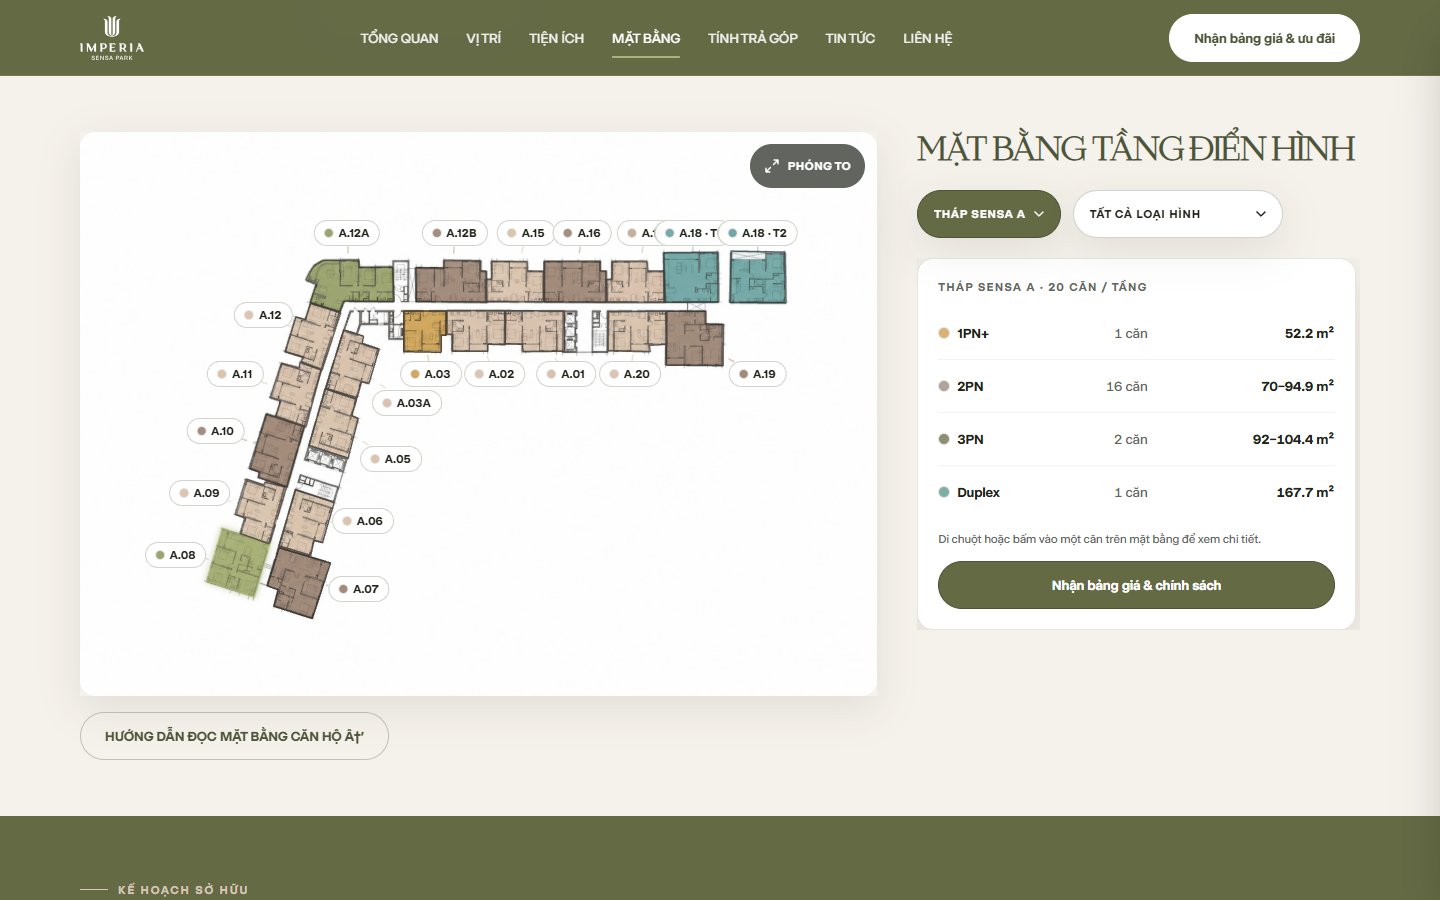 IMPERIA
SENSA PARK
TỔNG QUAN
VỊ TRÍ
TIỆN ÍCH
MẶT BẰNG
TÍNH TRẢ GÓP
TIN TỨC
LIÊN HỆ
Nhận bảng giá & ưu đãi
PHÓNG TO
A.12A
A.12B
A.15
A.16
A.1
A.18 · T
A.18 · T2
A.12
A.11
A.03
A.02
A.01
A.20
A.19
A.03A
A.10
A.05
A.09
A.06
A.08
A.07
HƯỚNG DẪN ĐỌC MẶT BẰNG CĂN HỘ Â†’
MẶT BẰNG TẦNG ĐIỂN HÌNH
THÁP SENSA A
TẤT CẢ LOẠI HÌNH
THÁP SENSA A · 20 CĂN / TẦNG
1PN+ 1 căn 52.2 m²
2PN 16 căn 70–94.9 m²
3PN 2 căn 92–104.4 m²
Duplex 1 căn 167.7 m²
Di chuột hoặc bấm vào một căn trên mặt bằng để xem chi tiết.
Nhận bảng giá & chính sách
KẾ HOẠCH SỞ HỮU